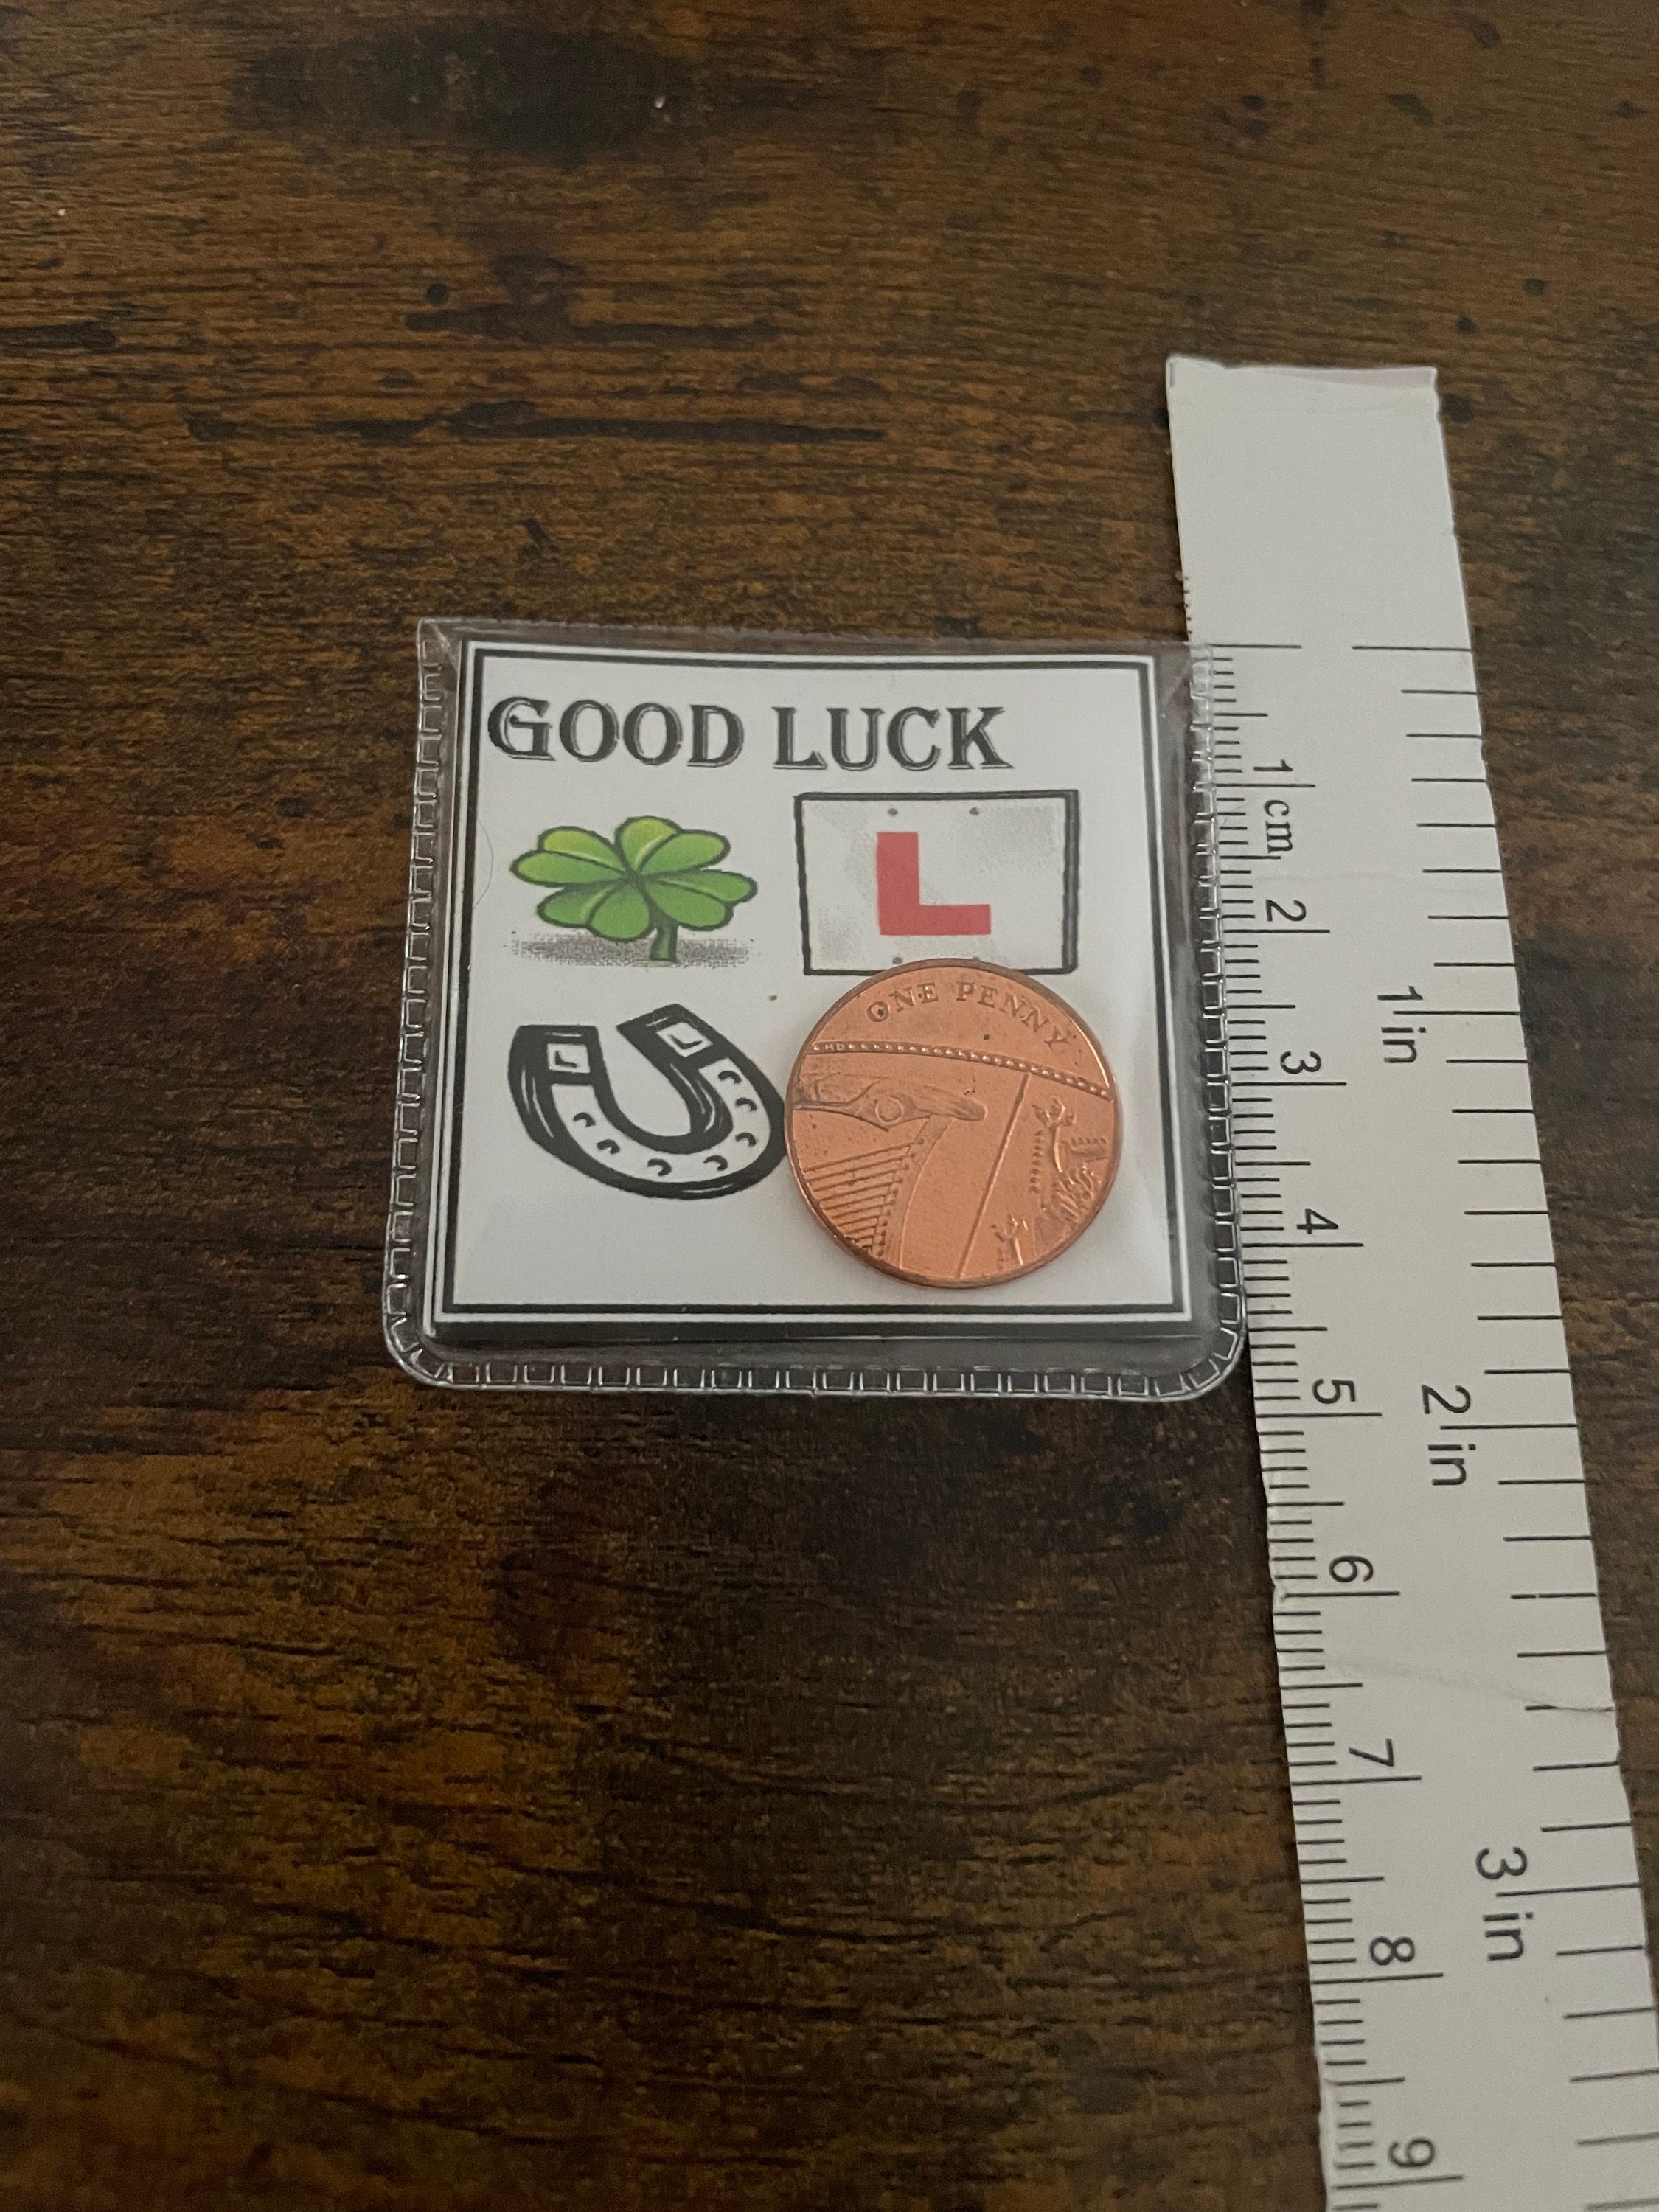 GOOD LUCK
L
ONE PENNY
1 cm
2
3
4
5
6
7
8
9
1 in
2 in
3 in